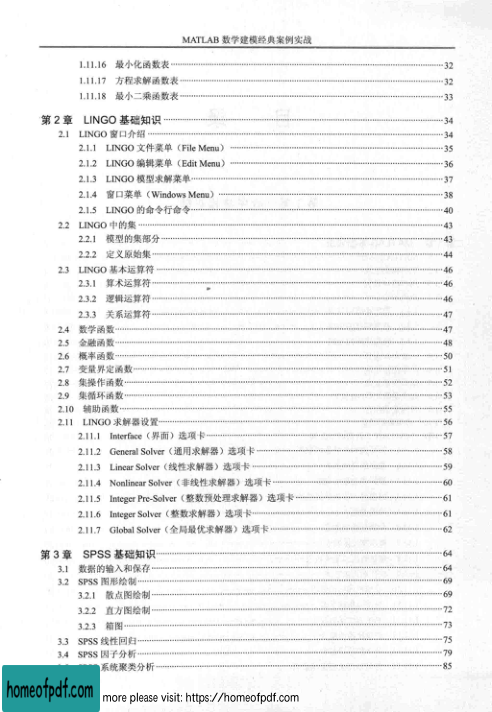 MATLAB 数学建模经典案例实战
1.11.16 最小化函数表 32
1.11.17 方程求解函数表 32
1.11.18 最小二乘函数表 33
第 2 章 LINGO 基础知识 34
2.1 LINGO 窗口介绍 34
2.1.1 LINGO 文件菜单(File Menu) 35
2.1.2 LINGO 编辑菜单(Edit Menu) 36
2.1.3 LINGO 模型求解菜单 37
2.1.4 窗口菜单(Windows Menu) 38
2.1.5 LINGO 的命令行命令 40
2.2 LINGO 中的集 43
2.2.1 模型的集部分 43
2.2.2 定义原始集 44
2.3 LINGO 基本运算符 46
2.3.1 算术运算符 46
2.3.2 逻辑运算符 46
2.3.3 关系运算符 47
2.4 数学函数 47
2.5 金融函数 48
2.6 概率函数 50
2.7 变量界定函数 51
2.8 集操作函数 52
2.9 集循环函数 53
2.10 辅助函数 55
2.11 LINGO 求解器设置 56
2.11.1 Interface(界面)选项卡 57
2.11.2 General Solver(通用求解器)选项卡 58
2.11.3 Linear Solver(线性求解器)选项卡 59
2.11.4 Nonlinear Solver(非线性求解器)选项卡 60
2.11.5 Integer Pre-Solver(整数预处理求解器)选项卡 61
2.11.6 Integer Solver(整数求解器)选项卡 61
2.11.7 Global Solver(全局最优求解器)选项卡 62
第 3 章 SPSS 基础知识 64
3.1 数据的输入和保存 64
3.2 SPSS 图形绘制 69
3.2.1 散点图绘制 69
3.2.2 直方图绘制 72
3.2.3 箱图 73
3.3 SPSS 线性回归 75
3.4 SPSS 因子分析 79
系统聚类分析 85
homeofpdf.com
more please visit: https://homeofpdf.com